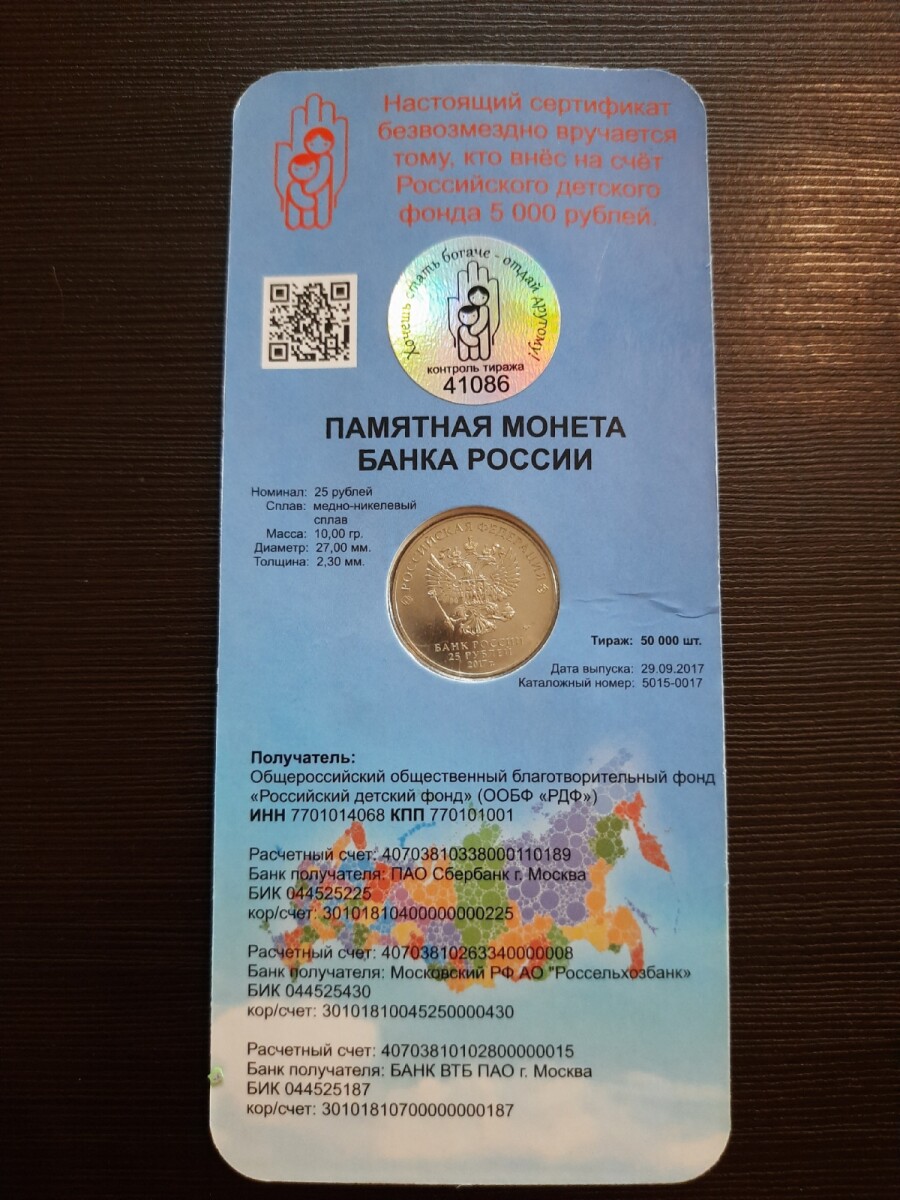 Настоящий сертификат
безвозмездно вручается
тому, кто внёс на счёт
Российского детского
фонда 5 000 рублей.
Хочешь стать богаче - отдай другому!
контроль тиража
41086
ПАМЯТНАЯ МОНЕТА
БАНКА РОССИИ
Номинал: 25 рублей
Сплав: медно-никелевый
сплав
Масса: 10,00 гр.
Диаметр: 27,00 мм.
Толщина: 2,30 мм.
РОССИЙСКАЯ ФЕДЕРАЦИЯ
БАНК РОССИИ
25 РУБЛЕЙ
2017 г.
Тираж: 50 000 шт.
Дата выпуска: 29.09.2017
Каталожный номер: 5015-0017
Получатель:
Общероссийский общественный благотворительный фонд
«Российский детский фонд» (ООБФ «РДФ»)
ИНН 7701014068 КПП 770101001
Расчетный счет: 40703810338000110189
Банк получателя: ПАО Сбербанк г. Москва
БИК 044525225
кор/счет: 30101810400000000225
Расчетный счет: 40703810263340000008
Банк получателя: Московский РФ АО "Россельхозбанк»
БИК 044525430
кор/счет: 30101810045250000430
Расчетный счет: 40703810102800000015
Банк получателя: БАНК ВТБ ПАО г. Москва
БИК 044525187
кор/счет: 30101810700000000187